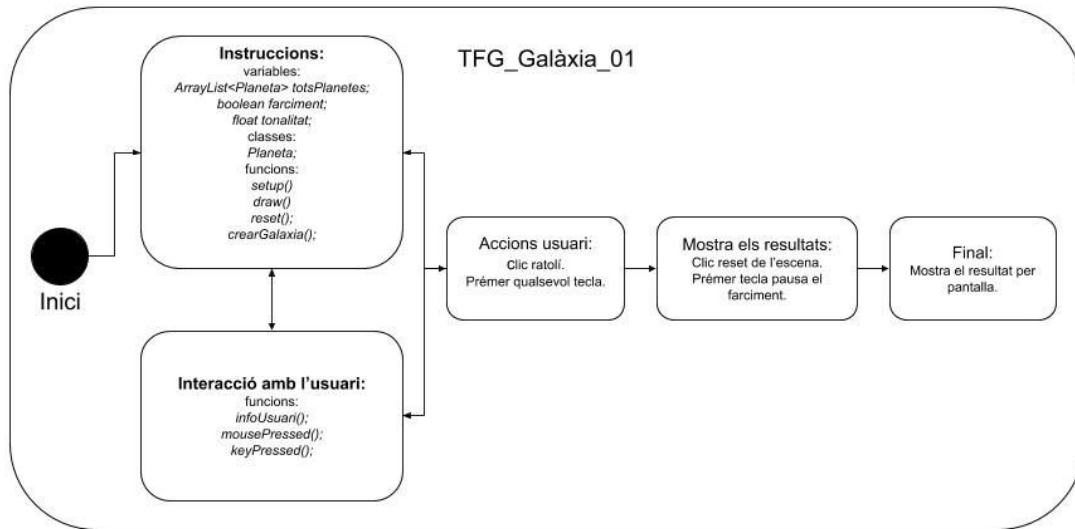 TFG_Galàxia_01
Instruccions:
variables:
ArrayList<Planeta> totsPlanetes;
boolean farciment;
float tonalitat;
classes:
Planeta;
funcions:
setup()
draw()
reset();
crearGalaxia();
Inici
Interacció amb l'usuari:
funcions:
infoUsuari();
mousePressed();
keyPressed();
Accions usuari:
Clic ratolí.
Prémer qualsevol tecla.
Mostra els resultats:
Clic reset de l'escena.
Prémer tecla pausa el
farciment.
Final:
Mostra el resultat per
pantalla.